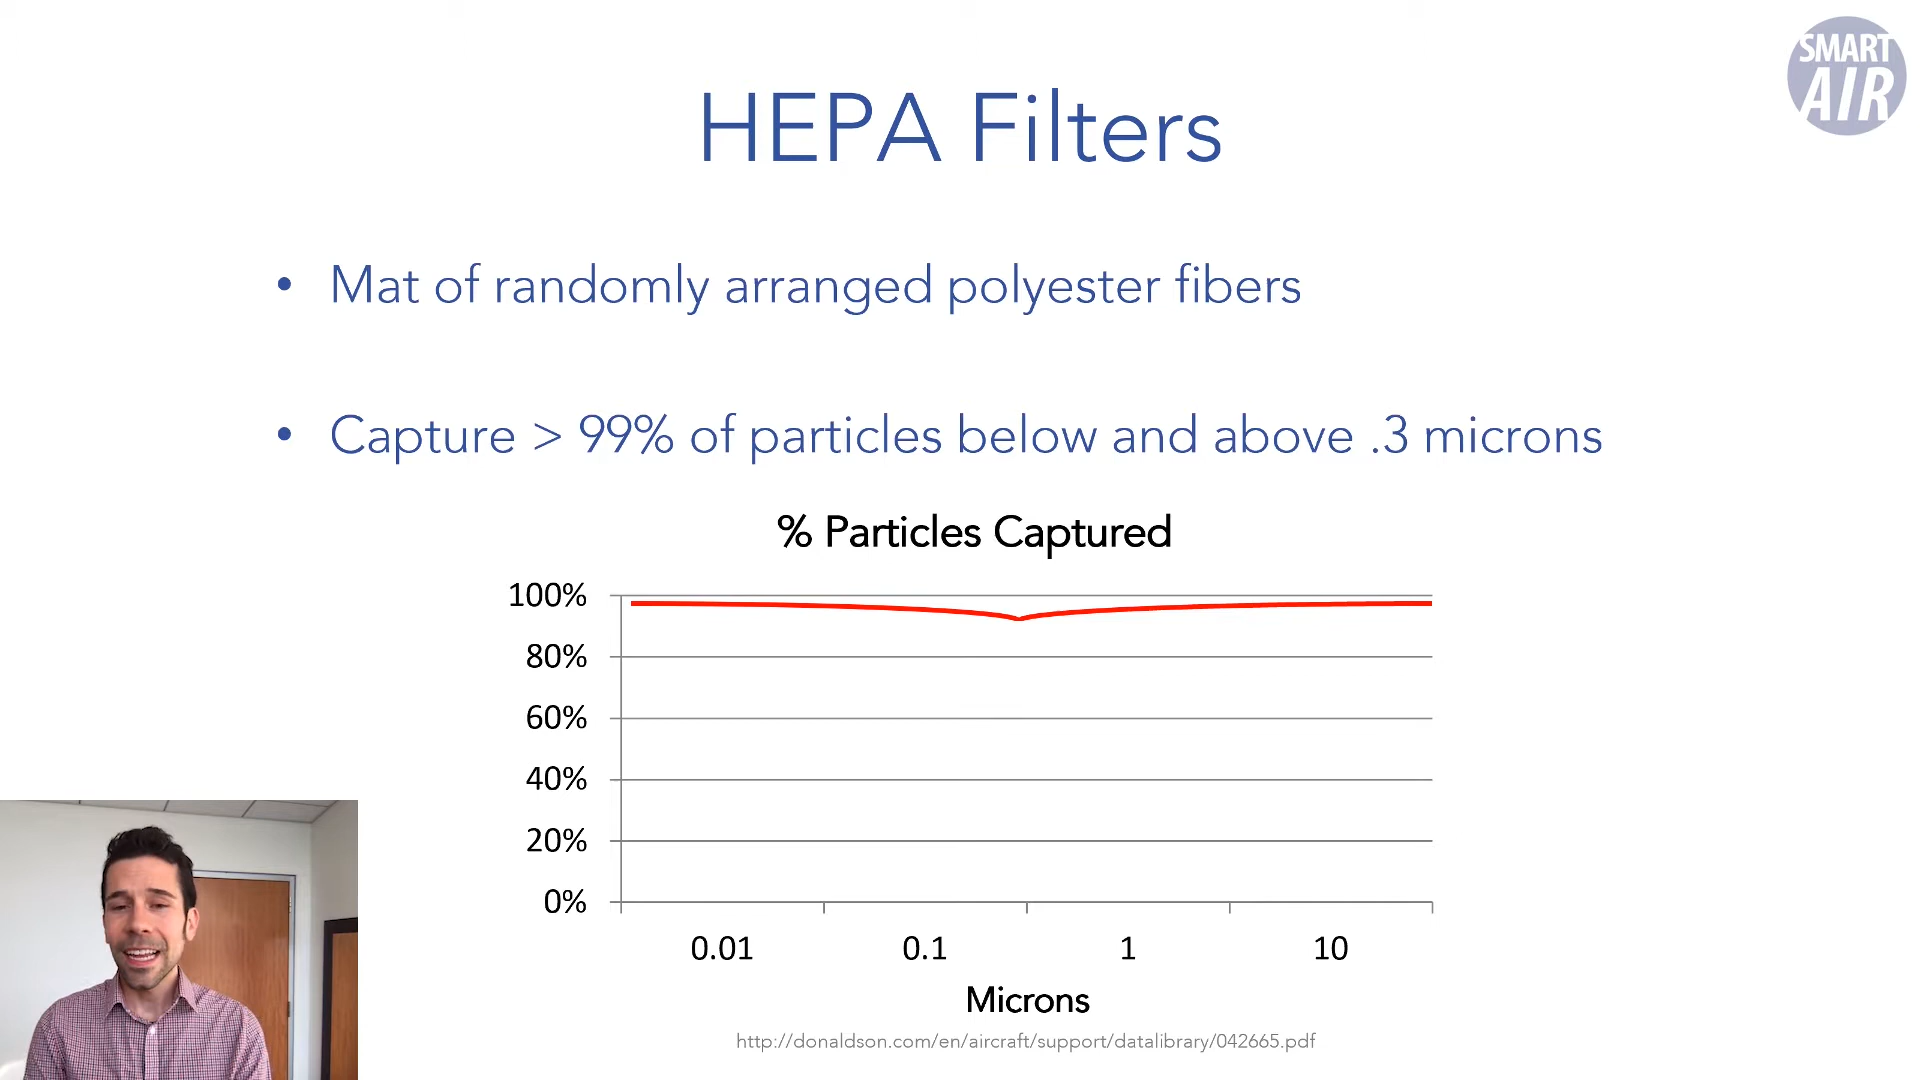 SMART
AIR
HEPA Filters
• Mat of randomly arranged polyester fibers
• Capture > 99% of particles below and above .3 microns
% Particles Captured
100%
80%
60%
40%
20%
0%
0.01 0.1 1 10
Microns
http://donaldson.com/en/aircraft/support/datalibrary/042665.pdf